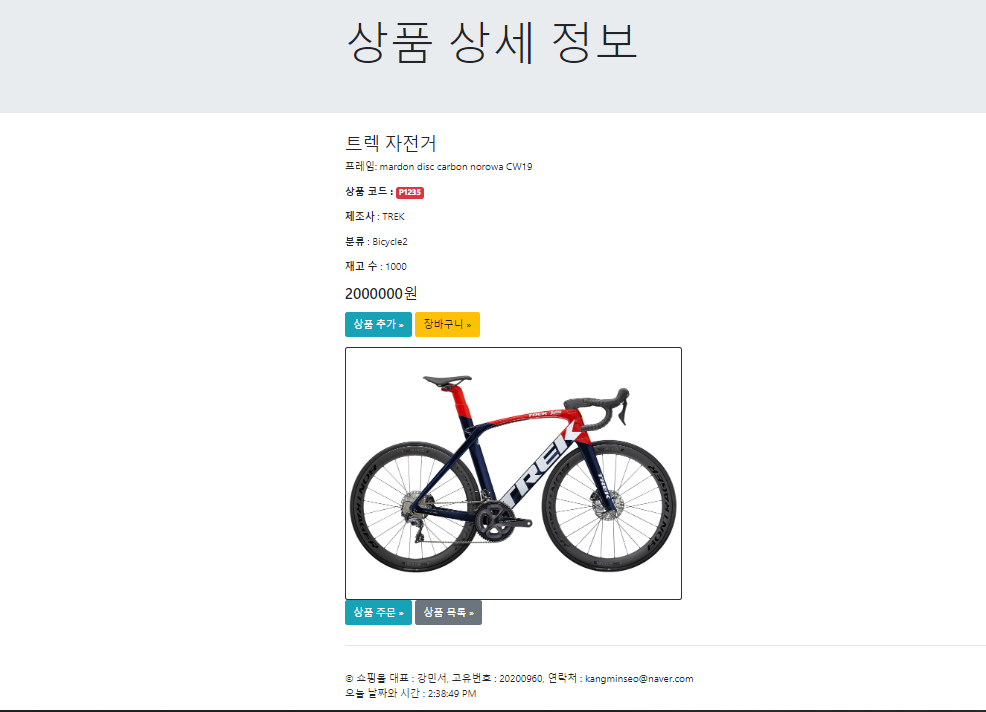 상품 상세 정보
트렉 자전거
프레임: mardon disc carbon norowa CW19
상품 코드 : P1235
제조사 : TREK
분류 : Bicycle2
재고 수 : 1000
2000000원
상품 추가 » 장바구니 »
TREK
상품 주문 » 상품 목록 »
© 쇼핑몰 대표 : 강민서, 고유번호 : 20200960, 연락처 : kangminseo@naver.com
오늘 날짜와 시간 : 2:38:49 PM